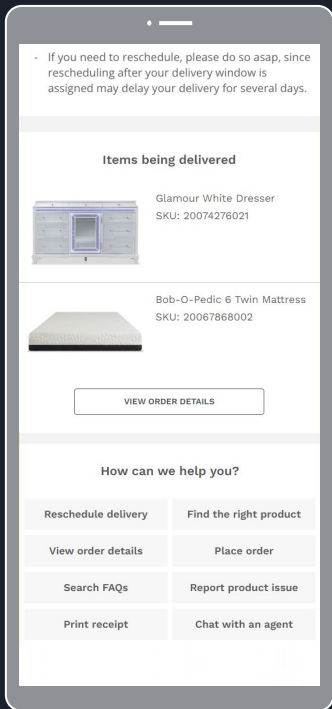 - If you need to reschedule, please do so asap, since
rescheduling after your delivery window is
assigned may delay your delivery for several days.
Items being delivered
Glamour White Dresser
SKU: 20074276021
Bob-O-Pedic 6 Twin Mattress
SKU: 20067868002
VIEW ORDER DETAILS
How can we help you?
Reschedule delivery
Find the right product
View order details
Place order
Search FAQs
Report product issue
Print receipt
Chat with an agent